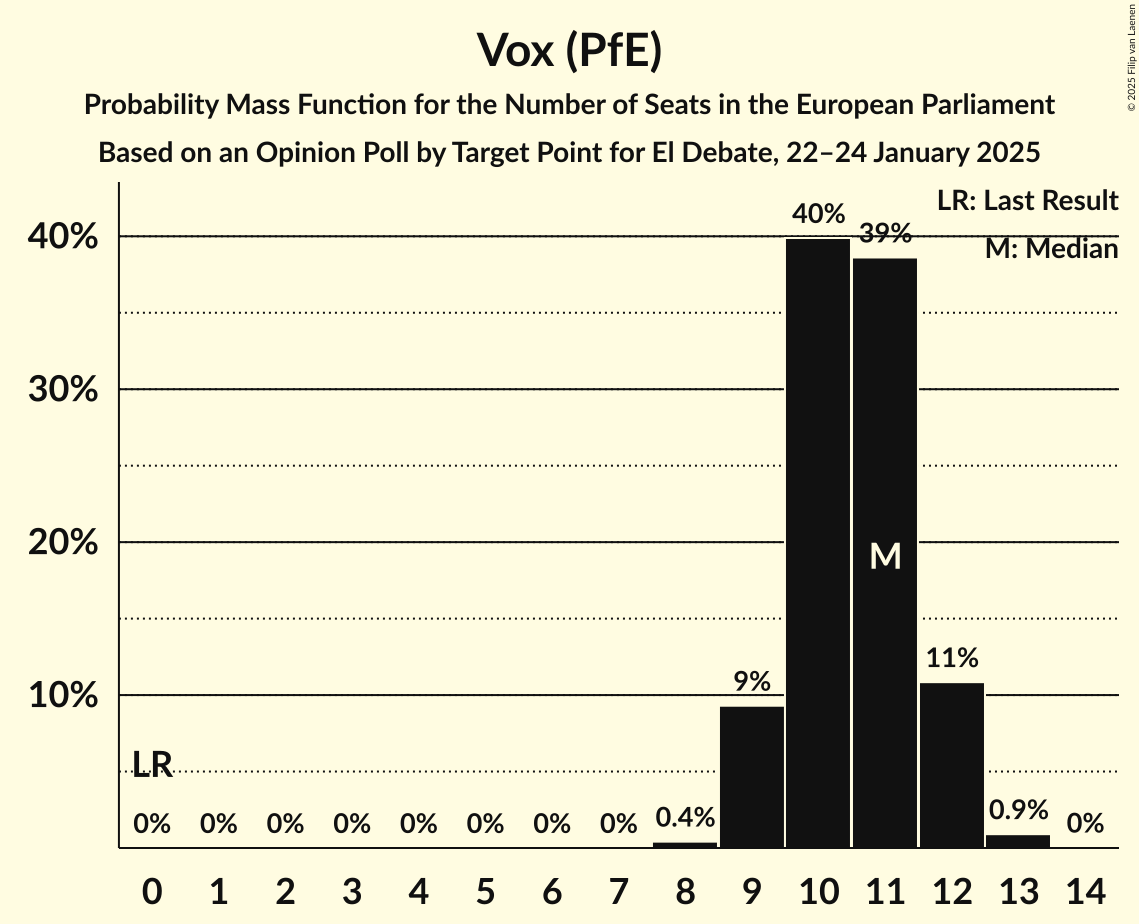 Vox (PfE)
Probability Mass Function for the Number of Seats in the European Parliament
Based on an Opinion Poll by Target Point for El Debate, 22–24 January 2025
© 2025 Filip van Laenen
LR: Last Result
M: Median
40%
30%
20%
10%
40%
39%
M
11%
9%
LR
0% 0% 0% 0% 0% 0% 0% 0% 0.4% 0.9% 0%
0 1 2 3 4 5 6 7 8 9 10 11 12 13 14